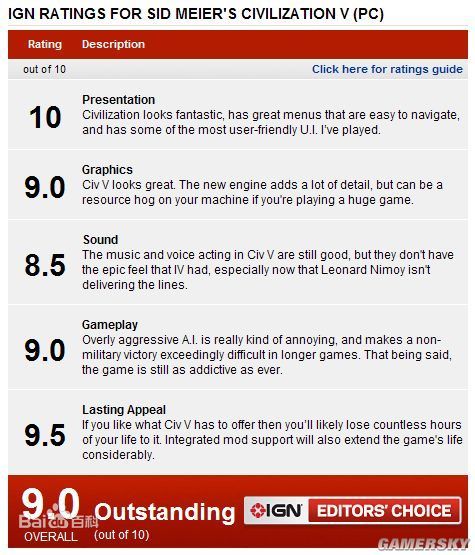 IGN RATINGS FOR SID MEIER'S CIVILIZATION V (PC)
Rating Description
out of 10 Click here for ratings guide
10
Presentation
Civilization looks fantastic, has great menus that are easy to navigate,
and has some of the most user-friendly U.I. I've played.
9.0
Graphics
Civ V looks great. The new engine adds a lot of detail, but can be a
resource hog on your machine if you're playing a huge game.
8.5
Sound
The music and voice acting in Civ V are still good, but they don't have
the epic feel that IV had, especially now that Leonard Nimoy isn't
delivering the lines.
9.0
Gameplay
Overly aggressive A.I. is really kind of annoying, and makes a non-
military victory exceedingly difficult in longer games. That being said,
the game is still as addictive as ever.
9.5
Lasting Appeal
If you like what Civ V has to offer then you'll likely lose countless hours
of your life to it. Integrated mod support will also extend the game's life
considerably.
9.0
OVERALL
Outstanding
(out of 10)
IGN EDITORS' CHOICE
Bai百科
GAMERSKY